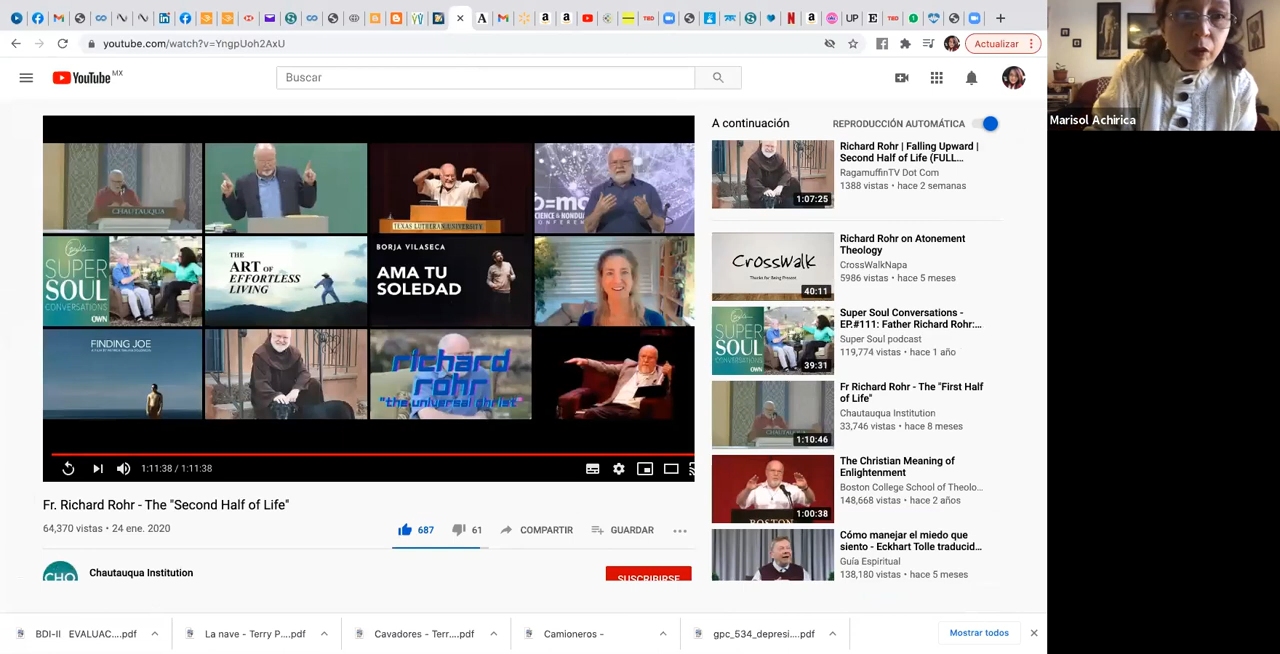 youtube.com/watch?v=YngpUoh2AxU
Actualizar
YouTube MX
Buscar
CHAUTAUQUA
TEXAS LUTHERAN UNIVERSITY
SUPER
SOUL
CONVERSATIONS
OWN
THE
ART OF
EFFORTLESS
LIVING
BORJA VILASECA
AMA TU
SOLEDAD
FINDING JOE
richard
rohr
"the universal christ"
1:11:38 / 1:11:38
Fr. Richard Rohr - The "Second Half of Life"
64,370 vistas • 24 ene. 2020
687
61
COMPARTIR
GUARDAR
Chautauqua Institution
SUSCRIBIRSE
A continuación
REPRODUCCIÓN AUTOMÁTICA
Richard Rohr | Falling Upward |
Second Half of Life (FULL...
RagamuffinTV Dot Com
1388 vistas • hace 2 semanas
1:07:25
Richard Rohr on Atonement
Theology
CrossWalkNapa
5986 vistas • hace 5 meses
CrossWalk
40:11
Super Soul Conversations -
EP.#111: Father Richard Rohr:...
Super Soul podcast
119,774 vistas • hace 1 año
SUPER
SOUL
39:31
Fr Richard Rohr - The "First Half
of Life"
Chautauqua Institution
33,746 vistas • hace 8 meses
1:10:46
The Christian Meaning of
Enlightenment
Boston College School of Theolo...
148,668 vistas • hace 2 años
BOSTON
1:00:38
Cómo manejar el miedo que
siento - Eckhart Tolle traducid...
Guía Espiritual
138,180 vistas • hace 5 meses
Marisol Achirica
BDI-II EVALUAC....pdf
La nave - Terry P....pdf
Cavadores - Terr....pdf
Camioneros -
gpc_534_depresi....pdf
Mostrar todos